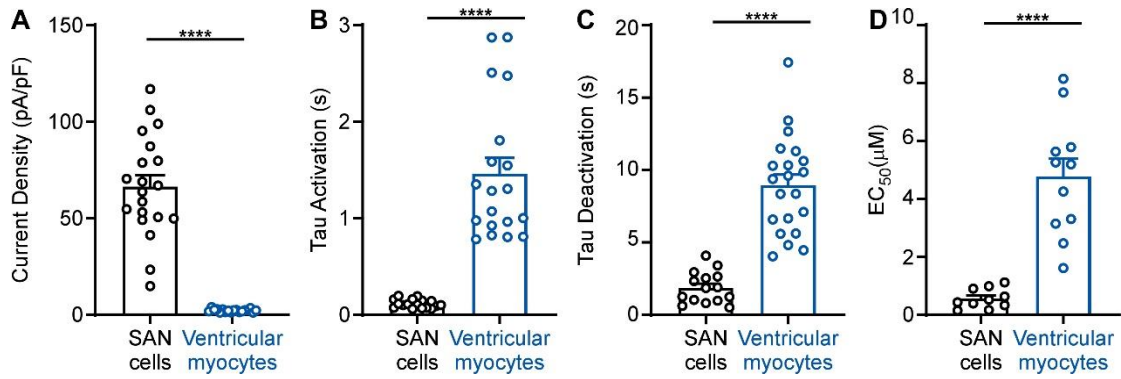 A
Current Density (pA/pF)
150
100
50
0
****
SAN
cells
Ventricular
myocytes
B
Tau Activation (s)
3
2
1
0
****
SAN
cells
Ventricular
myocytes
C
Tau Deactivation (s)
20
15
10
5
0
****
SAN
cells
Ventricular
myocytes
D
EC50(μM)
10
8
6
4
2
0
****
SAN
cells
Ventricular
myocytes